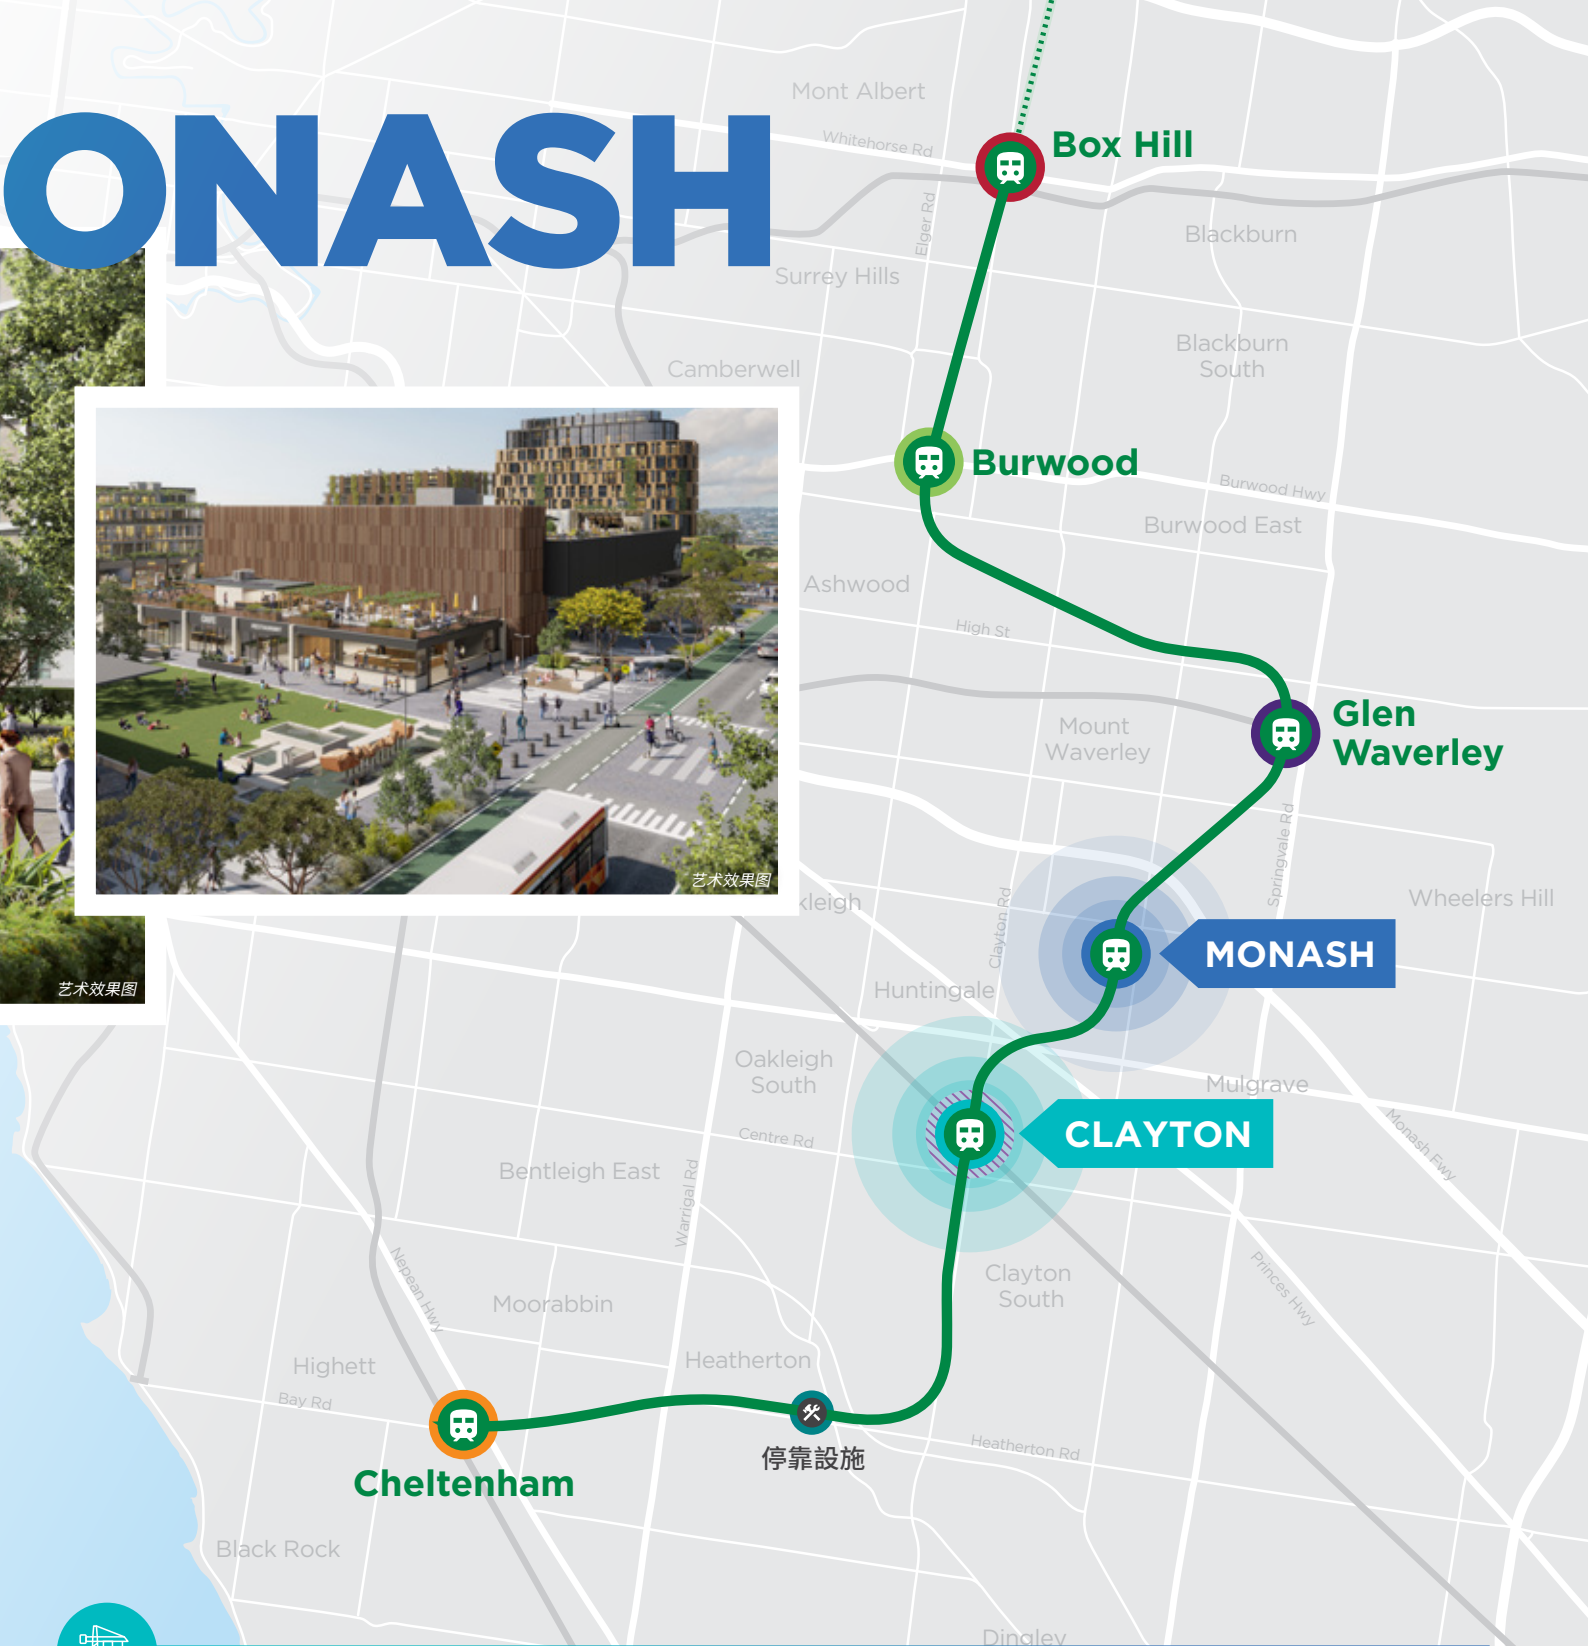 ONASH
Mont Albert
Whitehorse Rd
Box Hill
Elger Rd
Blackburn
Surrey Hills
Blackburn
South
Camberwell
Burwood
Burwood Hwy
Burwood East
Ashwood
High St
Glen
Waverley
Mount
Waverley
Springvale Rd
艺术效果图
kleigh
Clayton Rd
Wheelers Hill
MONASH
艺术效果图
Huntingale
Oakleigh
South
Mulgrave
CLAYTON
Monash Fwy
Centre Rd
Bentleigh East
Warrigal Rd
Nepean Hwy
Clayton
South
Princes Hwy
Moorabbin
Heatherton
Highett
Bay Rd
停靠設施
Heatherton Rd
Cheltenham
Black Rock
Dingley